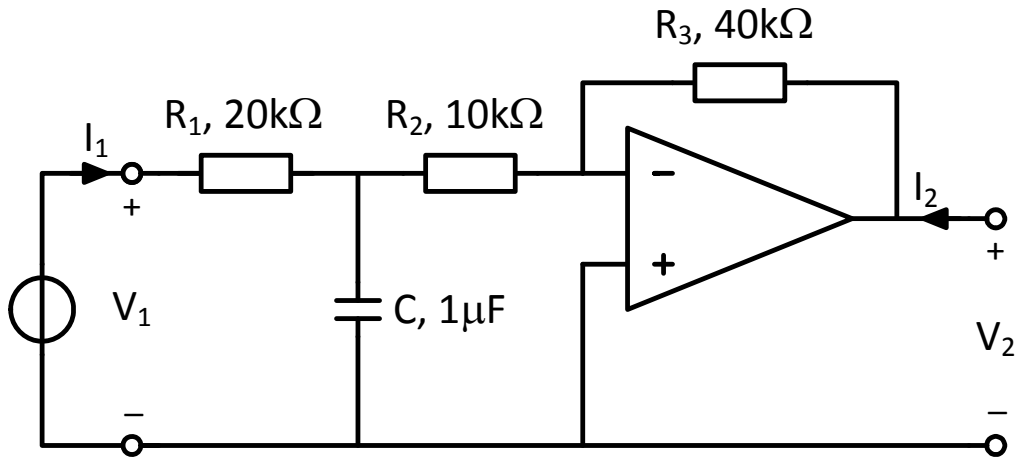 R₃, 40kΩ
R₁, 20kΩ
R₂, 10kΩ
I₁
+
−
I₂
+
+
V₁
C, 1μF
V₂
−
−